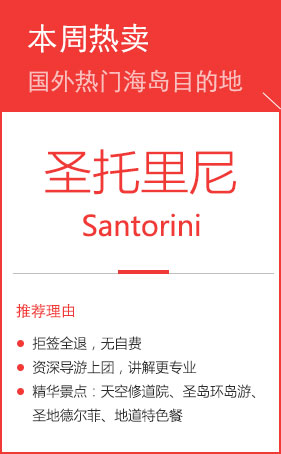 本周热卖
国外热门海岛目的地
圣托里尼
Santorini
推荐理由
拒签全退，无自费
资深导游上团，讲解更专业
精华景点：天空修道院、圣岛环岛游、
圣地德尔菲、地道特色餐